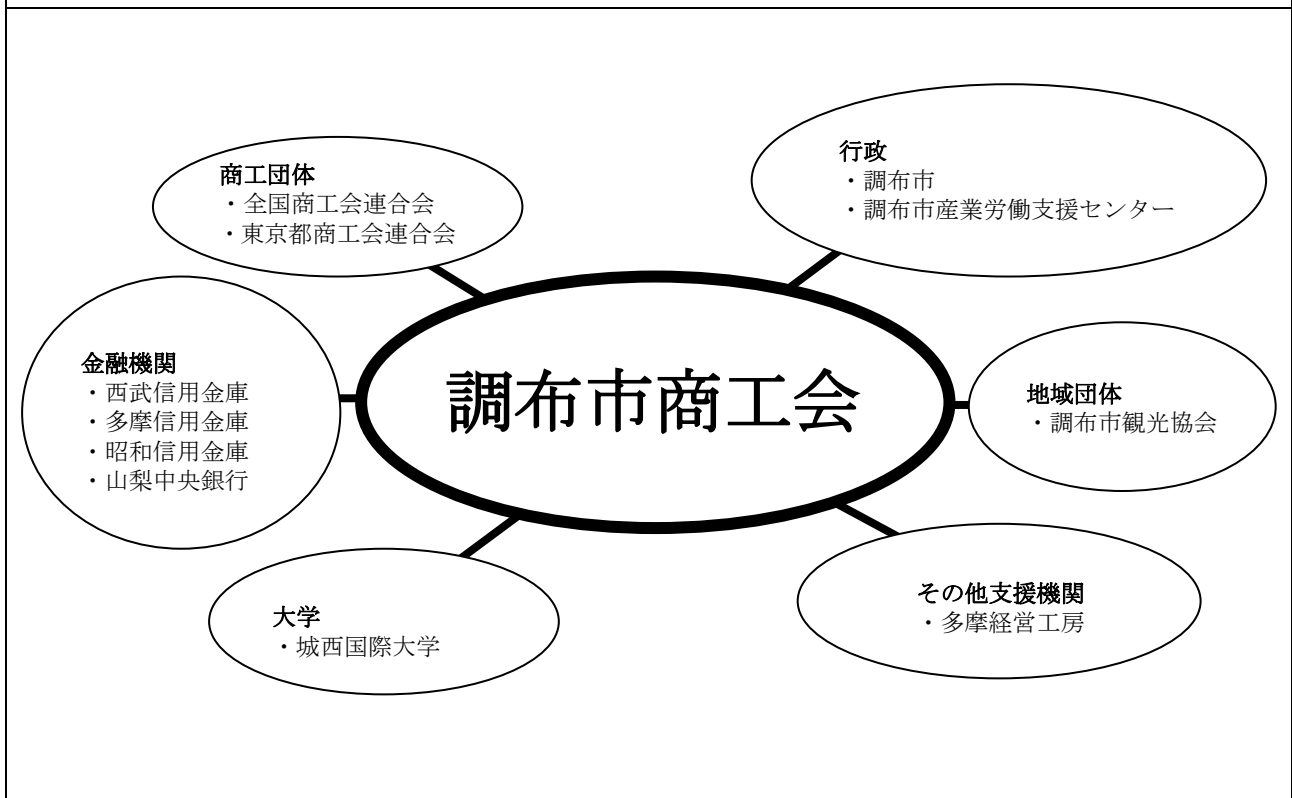 商工団体
・全国商工会連合会
・東京都商工会連合会
行政
・調布市
・調布市産業労働支援センター
金融機関
・西武信用金庫
・多摩信用金庫
・昭和信用金庫
・山梨中央銀行
調布市商工会
地域団体
・調布市観光協会
大学
・城西国際大学
その他支援機関
・多摩経営工房